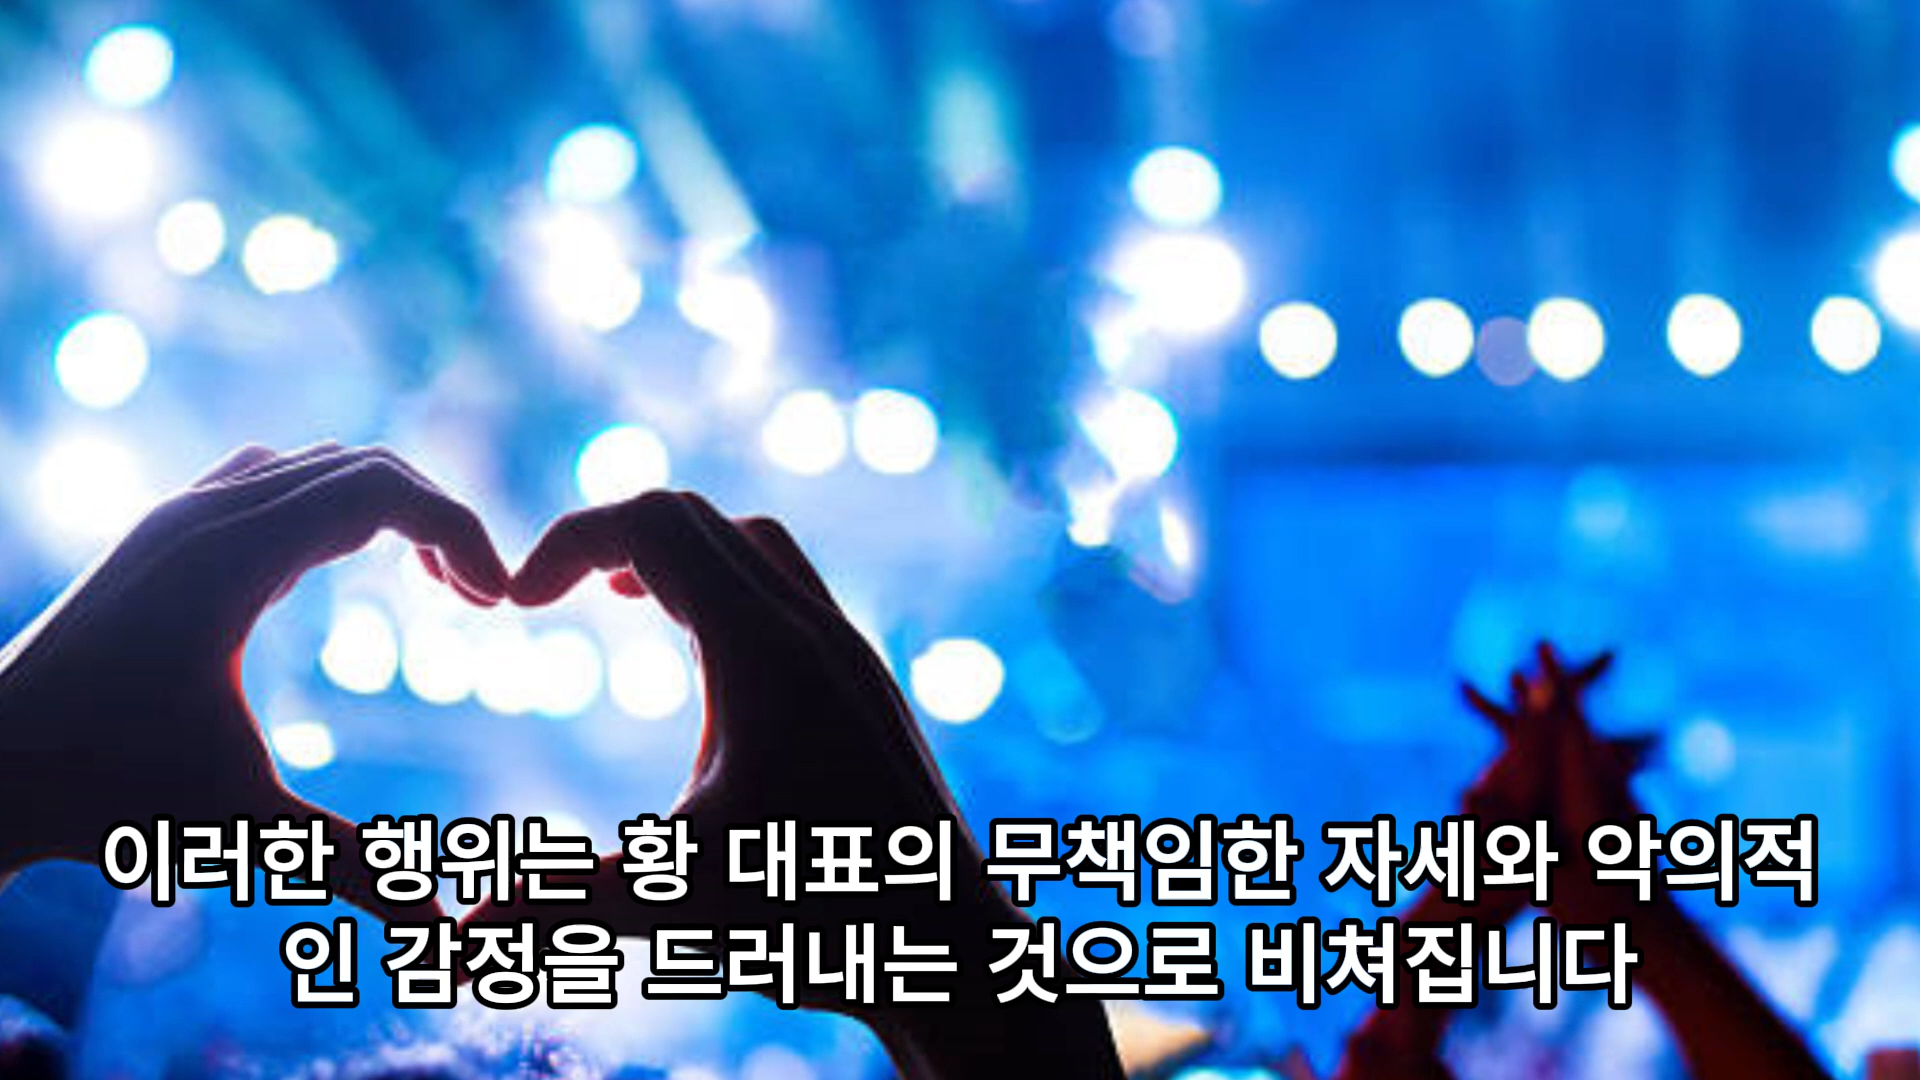 이러한 행위는 황 대표의 무책임한 자세와 악의적
인 감정을 드러내는 것으로 비쳐집니다